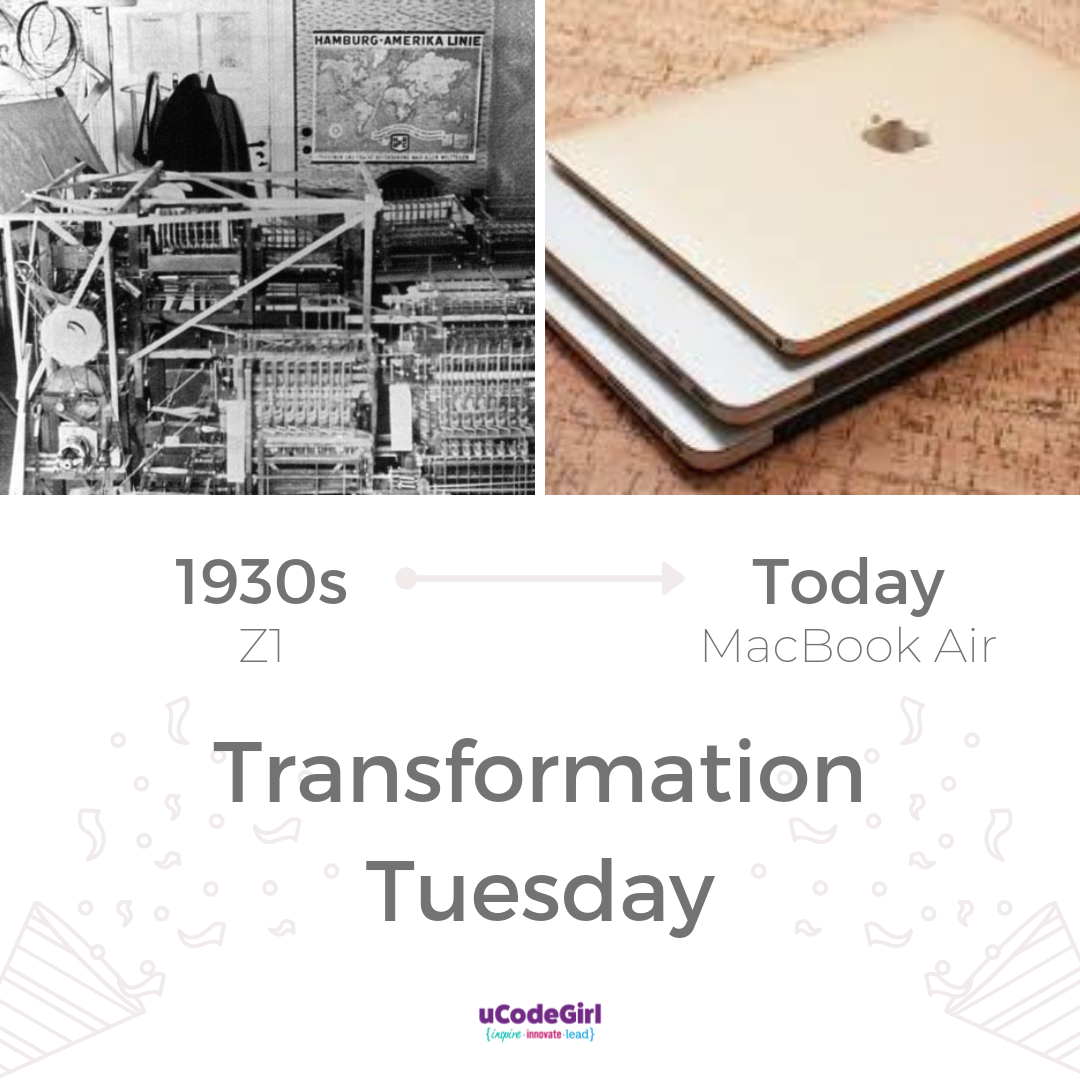 HAMBURG-AMERIKA LINIE
1930s
Today
Z1
MacBook Air
Transformation
Tuesday
uCodeGirl
{inspire·innovate·lead}